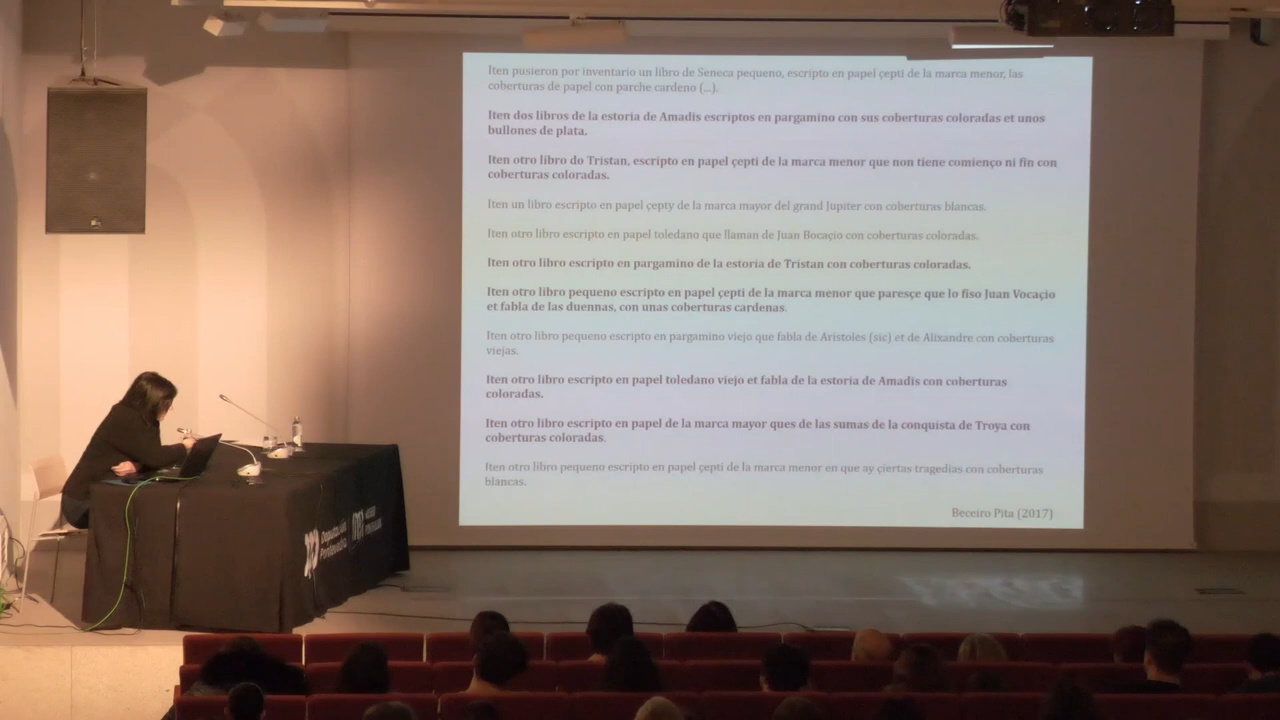 Iten pusieron por inventario un libro de Seneca pequeno, escripto en papel çepti de la marca menor, las
coberturas de papel con parche cardeno (...).
Iten dos libros de la estoria de Amadis escriptos en pargamino con sus coberturas coloradas et unos
bullones de plata.
Iten otro libro do Tristan, escripto en papel çepti de la marca menor que non tiene comienço ni fin con
coberturas coloradas.
Iten un libro escripto en papel çepty de la marca mayor del grand Jupiter con coberturas blancas.
Iten otro libro escripto en papel toledano que llaman de Juan Bocaçio con coberturas coloradas.
Iten otro libro escripto en pargamino de la estoria de Tristan con coberturas coloradas.
Iten otro libro pequeno escripto en papel çepti de la marca menor que paresçe que lo fiso Juan Vocaçio
et fabla de las duennas, con unas coberturas cardenas.
Iten otro libro pequeno escripto en pargamino viejo que fabla de Aristoles (sic) et de Alixandre con coberturas
viejas.
Iten otro libro escripto en papel toledano viejo et fabla de la estoria de Amadis con coberturas
coloradas.
Iten otro libro escripto en papel de la marca mayor ques de las sumas de la conquista de Troya con
coberturas coloradas.
Iten otro libro pequeno escripto en papel çepti de la marca menor en que ay çiertas tragedias con coberturas
blancas.
Beceiro Pita (2017)
Deputación
Pontevedra